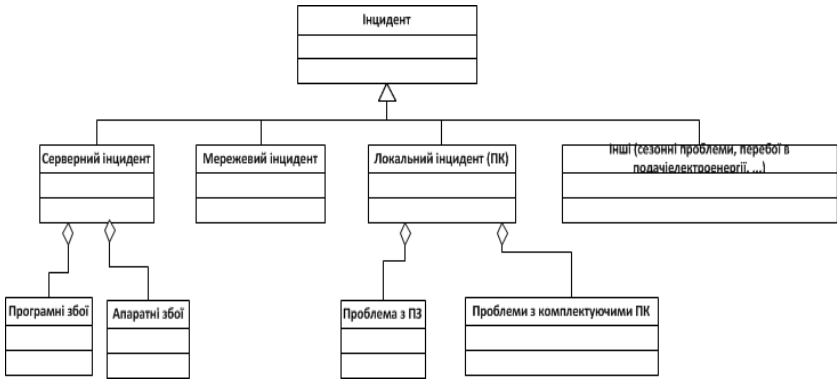 Інцидент
Серверний інцидент
Мережевий інцидент
Локальний інцидент (ПК)
Інші (сезонні проблеми, перебої в
подачіелектроенергії, ...)
Програмні збої
Апаратні збої
Проблема з ПЗ
Проблеми з комплектуючими ПК